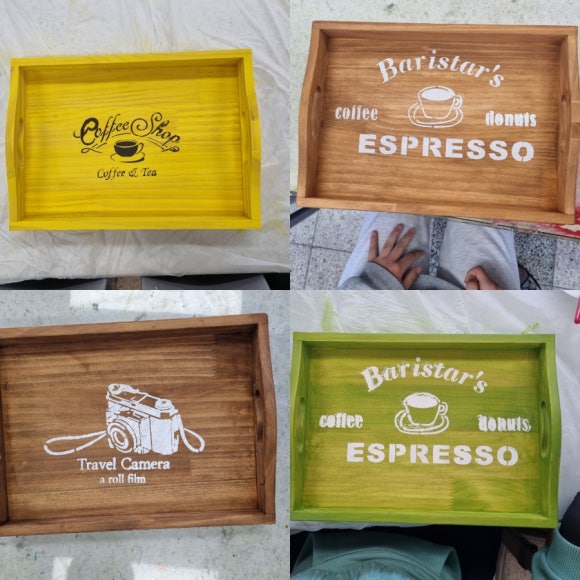 Coffee Shop
Coffee & Tea
Baristar's
coffee
donuts
ESPRESSO
Travel Camera
a roll film
Baristar's
coffee
donuts
ESPRESSO